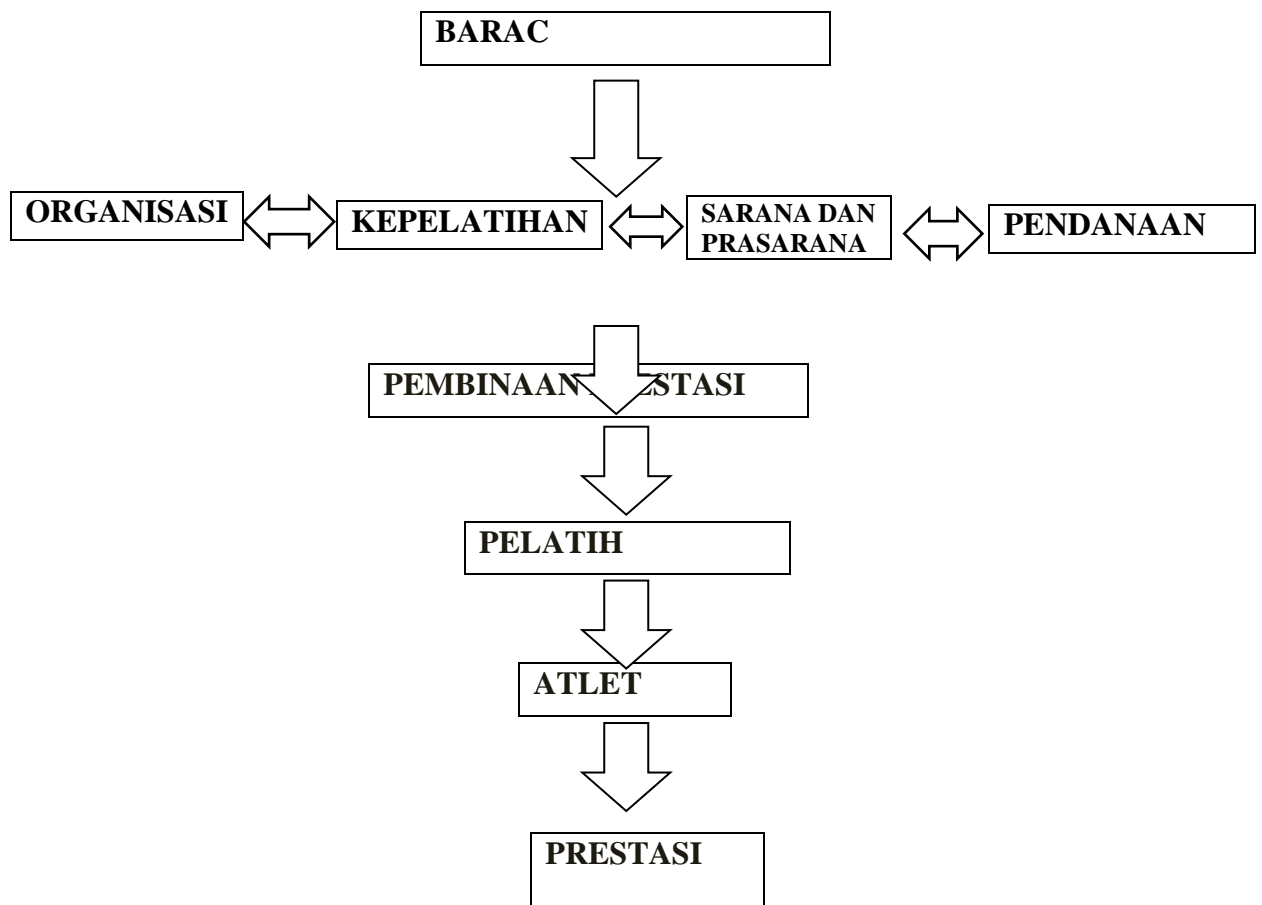 BARAC
ORGANISASI
KEPELATIHAN
SARANA DAN
PRASARANA
PENDANAAN
PEMBINAAN
PELATIH
ATLET
PRESTASI